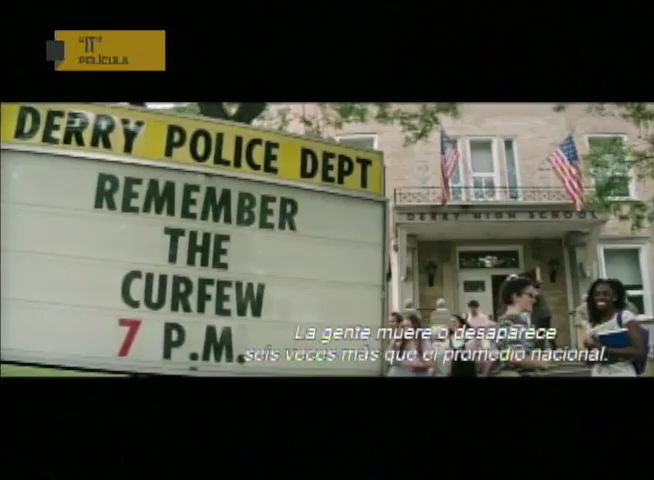 "IT"
PELÍCULA
DERRY POLICE DEPT
REMEMBER
THE
CURFEW
7 P.M.
DERRY HIGH SCHOOL
La gente muere o desaparece
seis veces más que el promedio nacional.